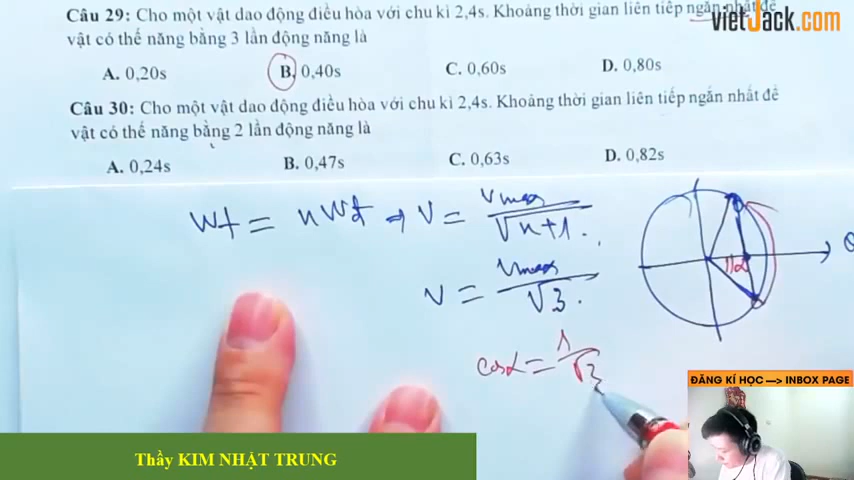 Câu 29: Cho một vật dao động điều hòa với chu kì 2,4s. Khoảng thời gian liên tiếp ngắn nhất để
vietJack.com
vật có thế năng bằng 3 lần động năng là
A. 0,20s B. 0,40s C. 0,60s D. 0,80s
Câu 30: Cho một vật dao động điều hòa với chu kì 2,4s. Khoảng thời gian liên tiếp ngắn nhất để
vật có thế năng bằng 2 lần động năng là
A. 0,24s B. 0,47s C. 0,63s D. 0,82s
Wt = nWđ → v = vmax/√n+1
v = vmax/√3
α
cosα = 1/√3
ĐĂNG KÍ HỌC —> INBOX PAGE
Thầy KIM NHẬT TRUNG